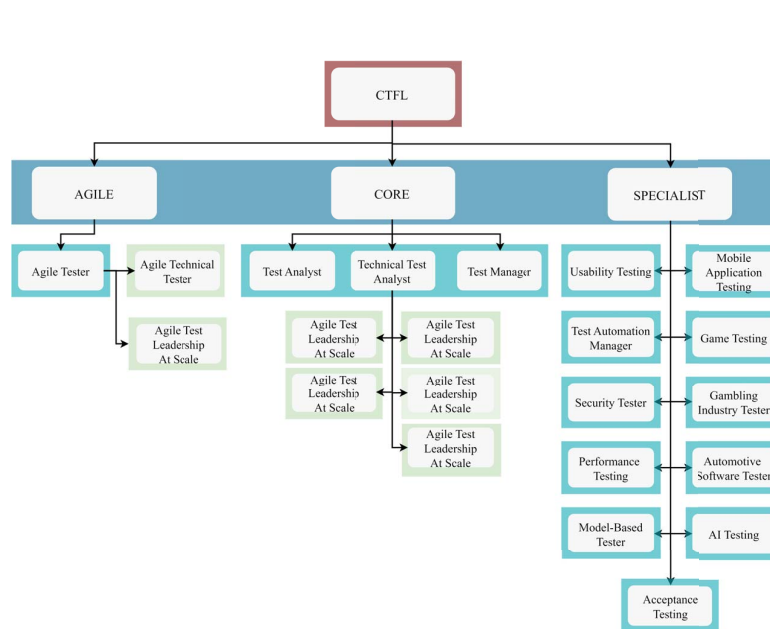 CTFL
AGILE
CORE
SPECIALIST
Agile Tester
Agile Technical
Tester
Agile Test
Leadership
At Scale
Test Analyst
Technical Test
Analyst
Test Manager
Agile Test
Leadership
At Scale
Agile Test
Leadership
At Scale
Agile Test
Leadership
At Scale
Agile Test
Leadership
At Scale
Agile Test
Leadership
At Scale
Usability Testing
Mobile
Application
Testing
Test Automation
Manager
Game Testing
Security Tester
Gambling
Industry Tester
Performance
Testing
Automotive
Software Tester
Model-Based
Tester
AI Testing
Acceptance
Testing